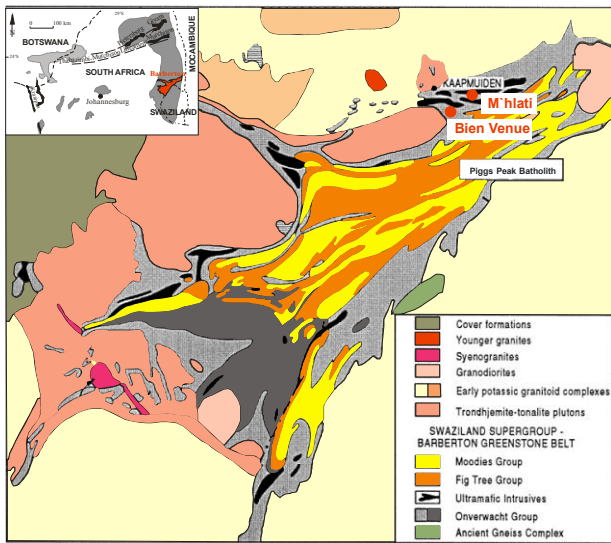 29°E
0 100 km
N
BOTSWANA
MOCAMBIQUE
24°S
SOUTH AFRICA
Barberton
Johannesburg
SWAZILAND
KAAPMUIDEN
M`hlati
Bien Venue
Piggs Peak Batholith
Cover formations
Younger granites
Syenogranites
Granodiorites
Early potassic granitoid complexes
Trondhjemite-tonalite plutons
SWAZILAND SUPERGROUP -
BARBERTON GREENSTONE BELT
Moodies Group
Fig Tree Group
Ultramafic Intrusives
Onverwacht Group
Ancient Gneiss Complex